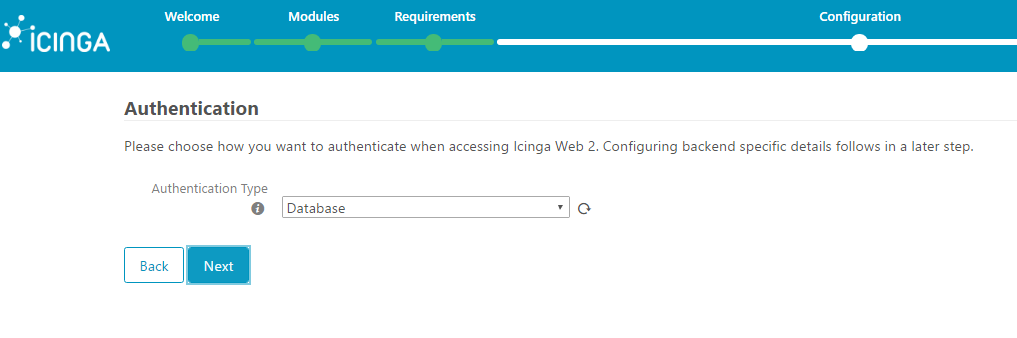 Welcome Modules Requirements Configuration
ICINGA
Authentication
Please choose how you want to authenticate when accessing Icinga Web 2. Configuring backend specific details follows in a later step.
Authentication Type
Database
Back Next